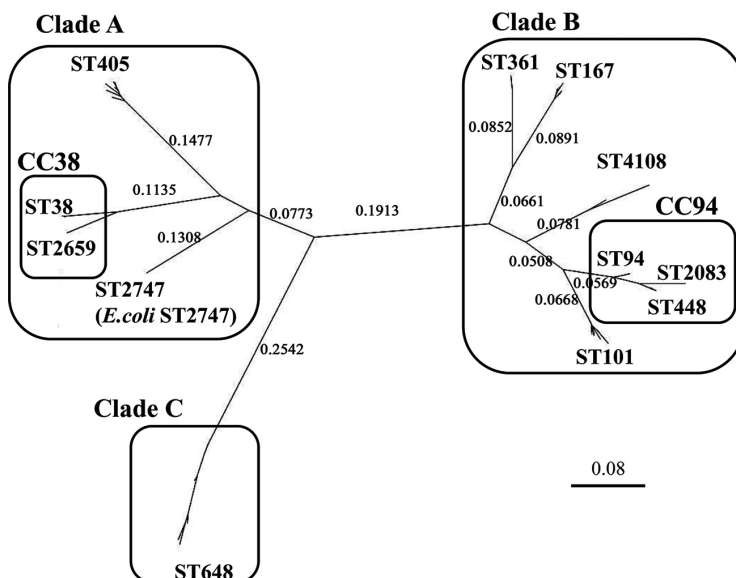 Clade A
ST405
0.1477
CC38
0.1135
ST38
ST2659
0.1308
ST2747
(E.coli ST2747)
0.0773
0.1913
0.2542
Clade B
ST361
ST167
0.0852
0.0891
ST4108
0.0661
0.0781
CC94
0.0508
ST94
0.0569
ST2083
ST448
0.0668
ST101
Clade C
ST648
0.08